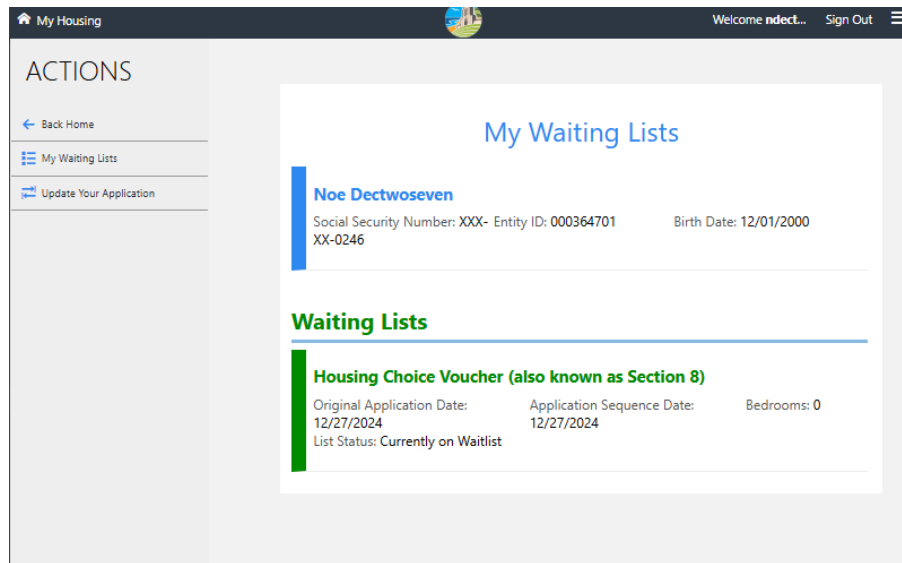 My Housing
Welcome ndect... Sign Out
ACTIONS
Back Home
My Waiting Lists
Update Your Application
My Waiting Lists
Noe Dectwoseven
Social Security Number: XXX- Entity ID: 000364701 Birth Date: 12/01/2000
XX-0246
Waiting Lists
Housing Choice Voucher (also known as Section 8)
Original Application Date: Application Sequence Date: Bedrooms: 0
12/27/2024 12/27/2024
List Status: Currently on Waitlist